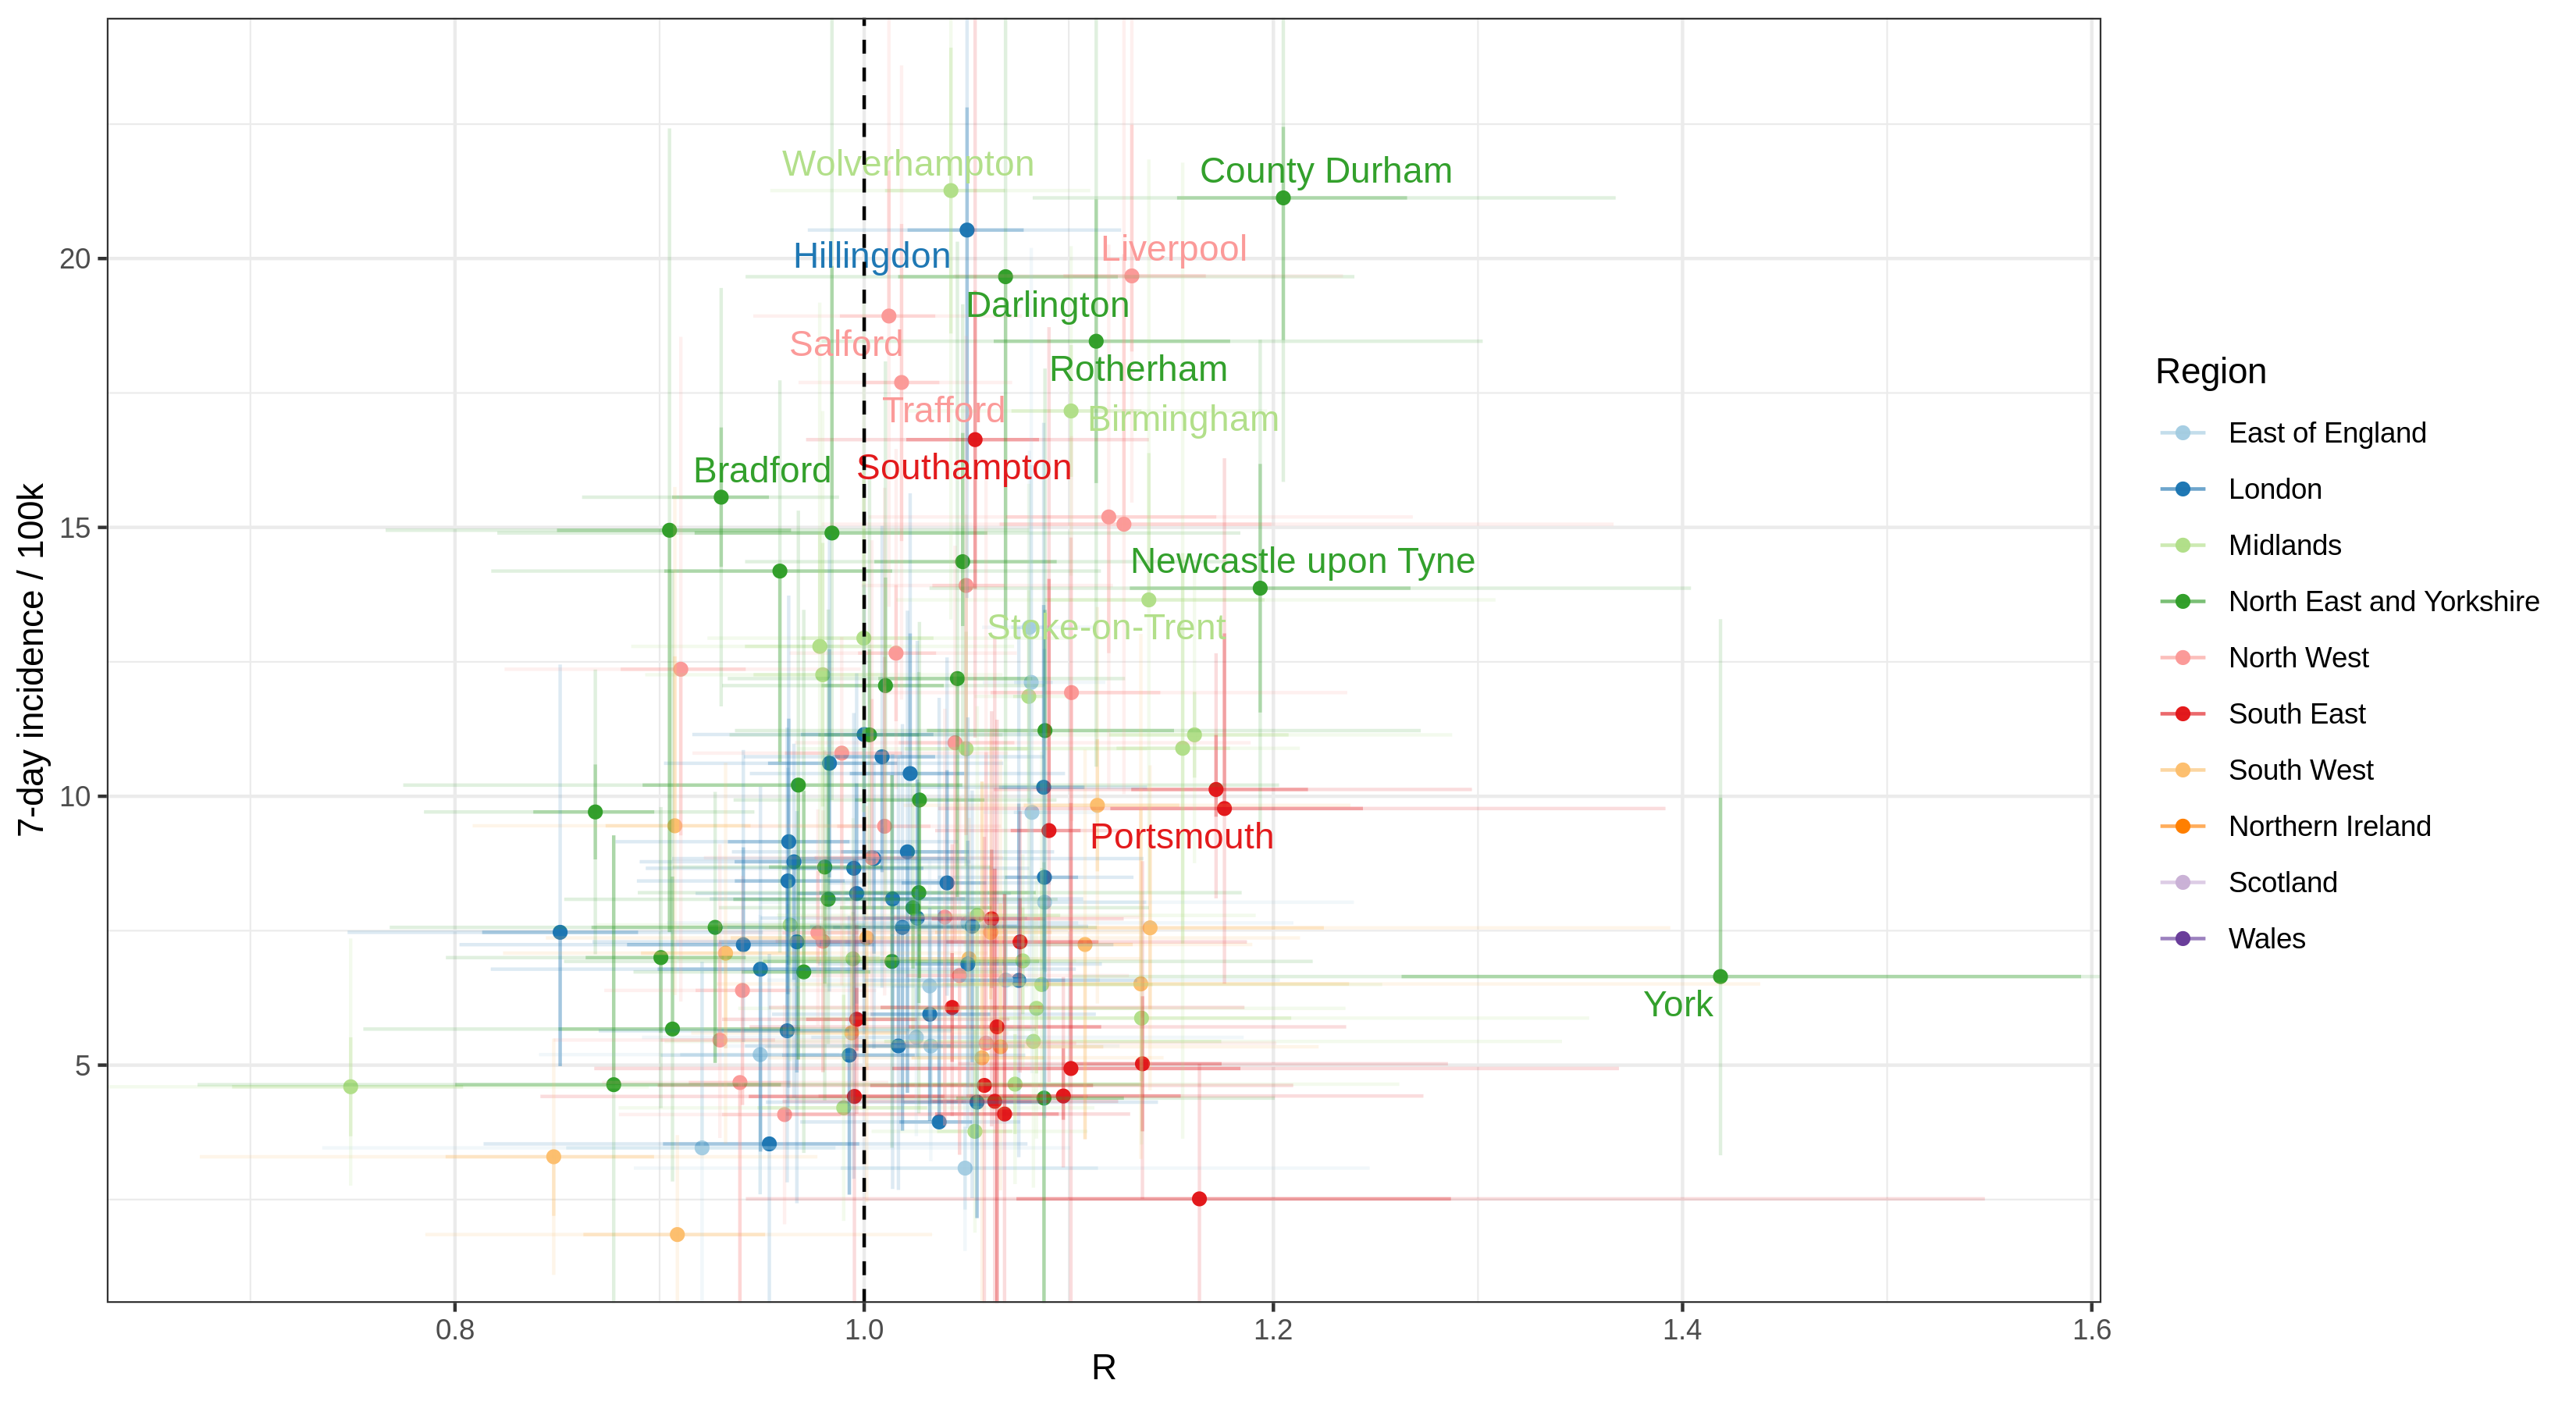 Wolverhampton
County Durham
Hillingdon
Liverpool
Darlington
Salford
Rotherham
Trafford
Birmingham
Bradford
Southampton
Newcastle upon Tyne
Stoke-on-Trent
Portsmouth
York
7-day incidence / 100k
20
15
10
5
0.8
1.0
1.2
1.4
1.6
R
Region
East of England
London
Midlands
North East and Yorkshire
North West
South East
South West
Northern Ireland
Scotland
Wales